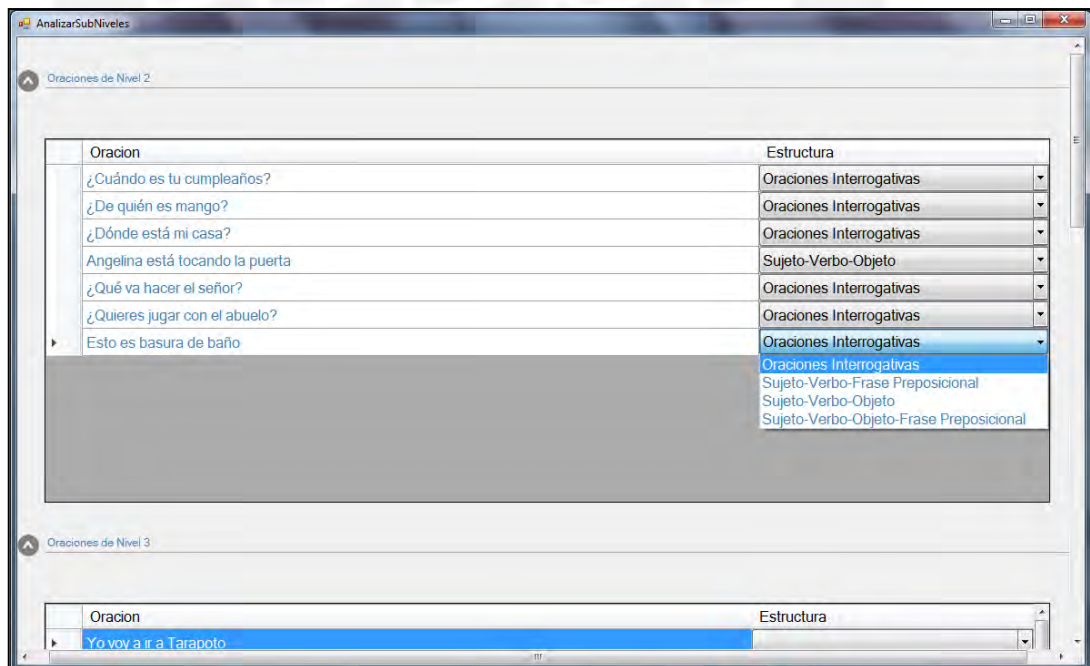 AnalizarSubNiveles
Oraciones de Nivel 2
Oracion Estructura
¿Cuándo es tu cumpleaños? Oraciones Interrogativas
¿De quién es mango? Oraciones Interrogativas
¿Dónde está mi casa? Oraciones Interrogativas
Angelina está tocando la puerta Sujeto-Verbo-Objeto
¿Qué va hacer el señor? Oraciones Interrogativas
¿Quieres jugar con el abuelo? Oraciones Interrogativas
Esto es basura de baño Oraciones Interrogativas
Oraciones Interrogativas
Sujeto-Verbo-Frase Preposicional
Sujeto-Verbo-Objeto
Sujeto-Verbo-Objeto-Frase Preposicional
Oraciones de Nivel 3
Oracion Estructura
Yo voy a ir a Tarapoto